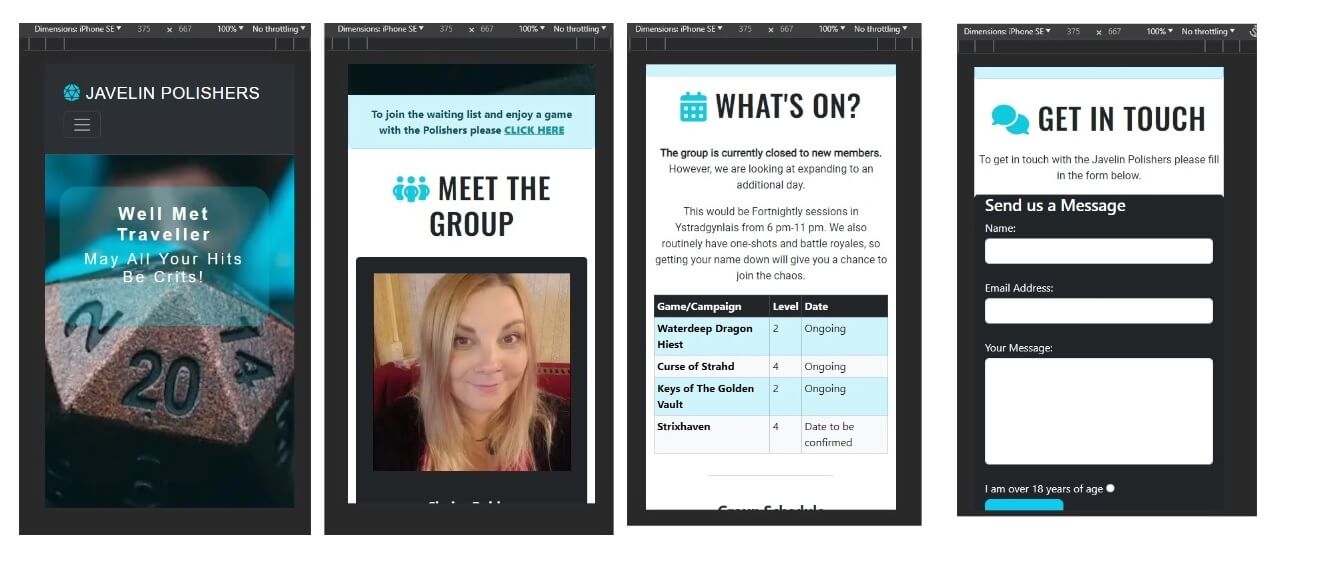 Dimensions: iPhone SE ▼ 375 × 667 100% ▼ No throttling ▼
JAVELIN POLISHERS
Well Met
Traveller
May All Your Hits
Be Crits!
20
2
14
Dimensions: iPhone SE ▼ 375 × 667 100% ▼ No throttling ▼
To join the waiting list and enjoy a game
with the Polishers please CLICK HERE
MEET THE
GROUP
Dimensions: iPhone SE ▼ 375 × 667 100% ▼ No throttling ▼
WHAT'S ON?
The group is currently closed to new members.
However, we are looking at expanding to an
additional day.
This would be Fortnightly sessions in
Ystradgynlais from 6 pm-11 pm. We also
routinely have one-shots and battle royales, so
getting your name down will give you a chance to
join the chaos.
Game/Campaign Level Date
Waterdeep Dragon 2 Ongoing
Hiest
Curse of Strahd 4 Ongoing
Keys of The Golden 2 Ongoing
Vault
Strixhaven 4 Date to be
confirmed
Group Schedule
Dimensions: iPhone SE ▼ 375 × 667 100% ▼ No throttling ▼
GET IN TOUCH
To get in touch with the Javelin Polishers please fill
in the form below.
Send us a Message
Name:
Email Address:
Your Message:
I am over 18 years of age